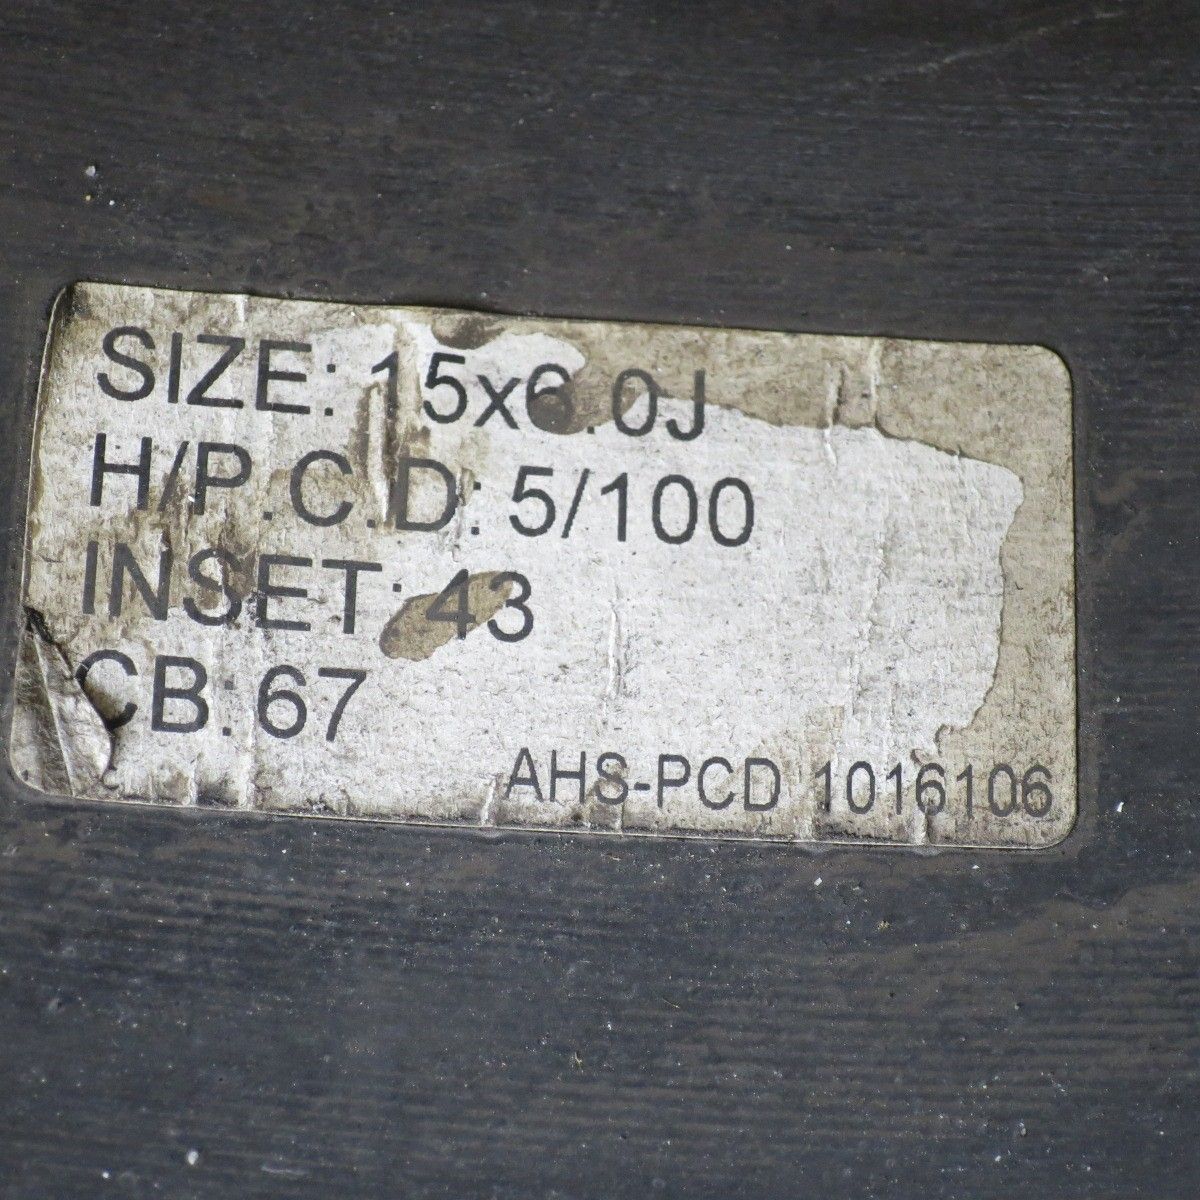 SIZE: 15x6.0J
H/P.C.D: 5/100
INSET: 43
CB: 67
AHS-PCD 1016106